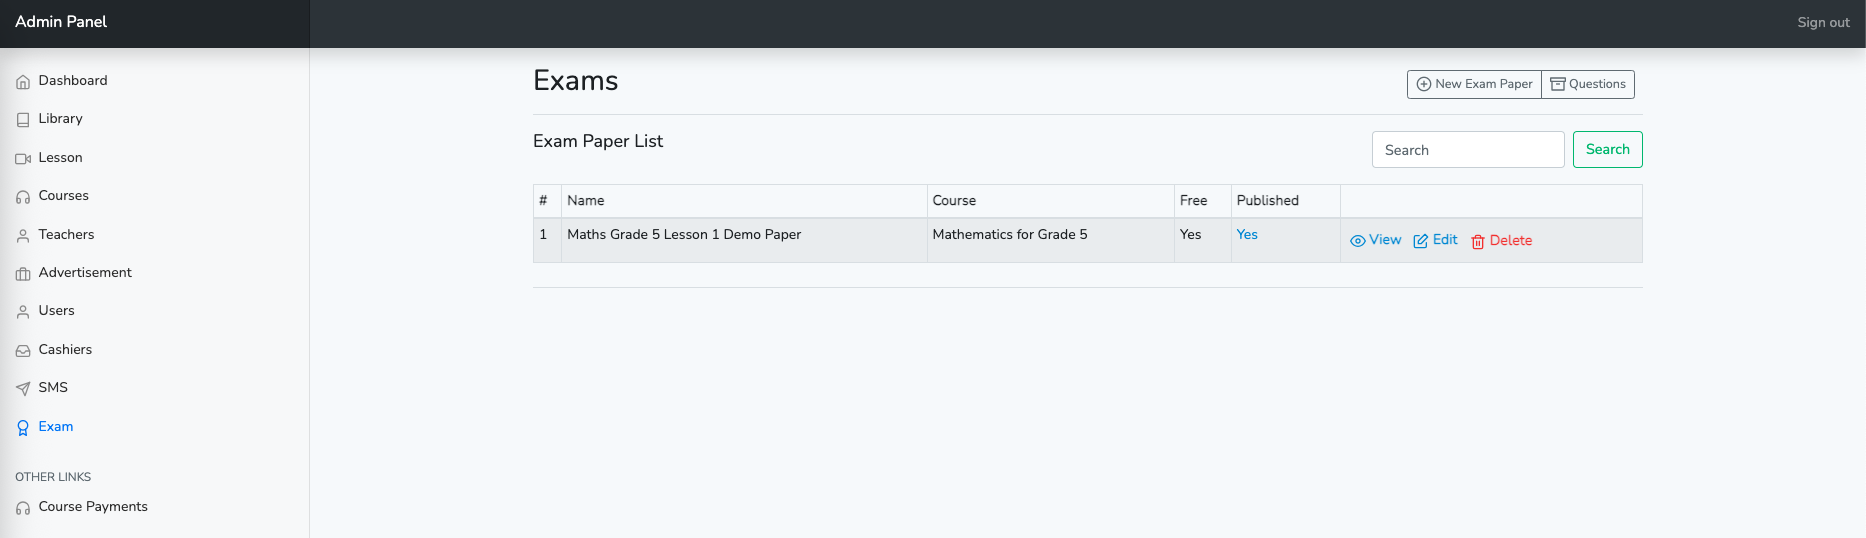 Admin Panel
Sign out
Dashboard
Library
Lesson
Courses
Teachers
Advertisement
Users
Cashiers
SMS
Exam
OTHER LINKS
Course Payments
Exams
New Exam Paper Questions
Exam Paper List
Search Search
# Name Course Free Published
1 Maths Grade 5 Lesson 1 Demo Paper Mathematics for Grade 5 Yes Yes View Edit Delete